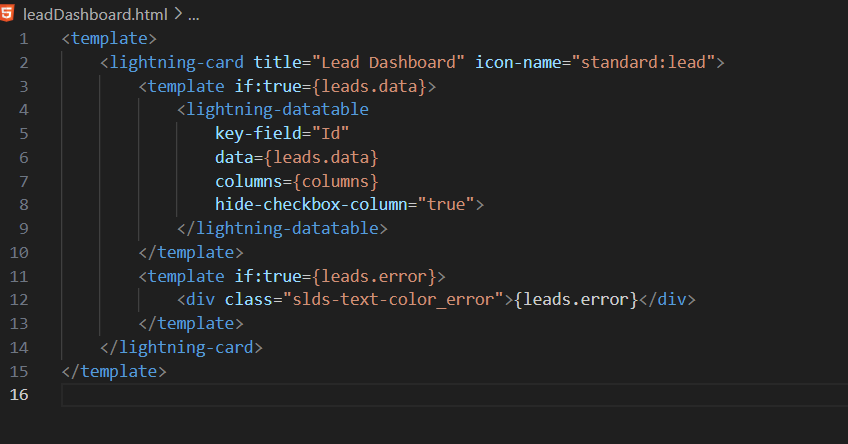 leadDashboard.html > ...
1 <template>
2 <lightning-card title="Lead Dashboard" icon-name="standard:lead">
3 <template if:true={leads.data}>
4 <lightning-datatable
5 key-field="Id"
6 data={leads.data}
7 columns={columns}
8 hide-checkbox-column="true">
9 </lightning-datatable>
10 </template>
11 <template if:true={leads.error}>
12 <div class="slds-text-color_error">{leads.error}</div>
13 </template>
14 </lightning-card>
15 </template>
16